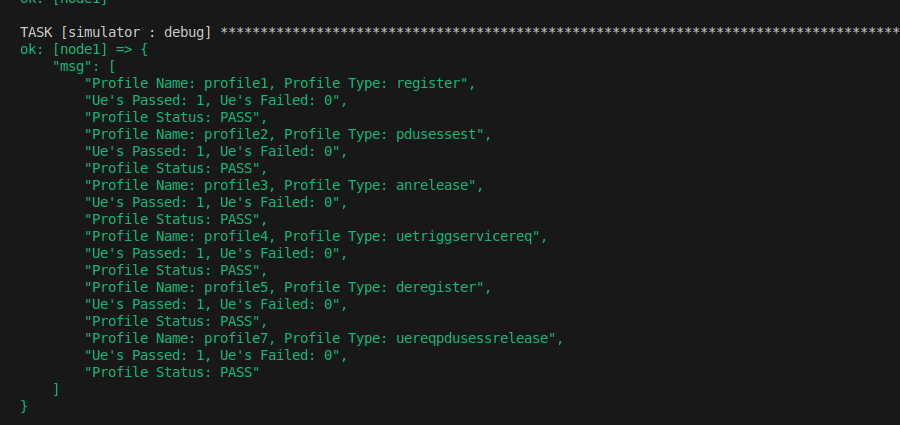 ok: [node1]
TASK [simulator : debug] *************************************************************************************
ok: [node1] => {
    "msg": [
        "Profile Name: profile1, Profile Type: register",
        "Ue's Passed: 1, Ue's Failed: 0",
        "Profile Status: PASS",
        "Profile Name: profile2, Profile Type: pdusessest",
        "Ue's Passed: 1, Ue's Failed: 0",
        "Profile Status: PASS",
        "Profile Name: profile3, Profile Type: anrelease",
        "Ue's Passed: 1, Ue's Failed: 0",
        "Profile Status: PASS",
        "Profile Name: profile4, Profile Type: uetriggservicereq",
        "Ue's Passed: 1, Ue's Failed: 0",
        "Profile Status: PASS",
        "Profile Name: profile5, Profile Type: deregister",
        "Ue's Passed: 1, Ue's Failed: 0",
        "Profile Status: PASS",
        "Profile Name: profile7, Profile Type: uereqpdusessrelease",
        "Ue's Passed: 1, Ue's Failed: 0",
        "Profile Status: PASS"
    ]
}